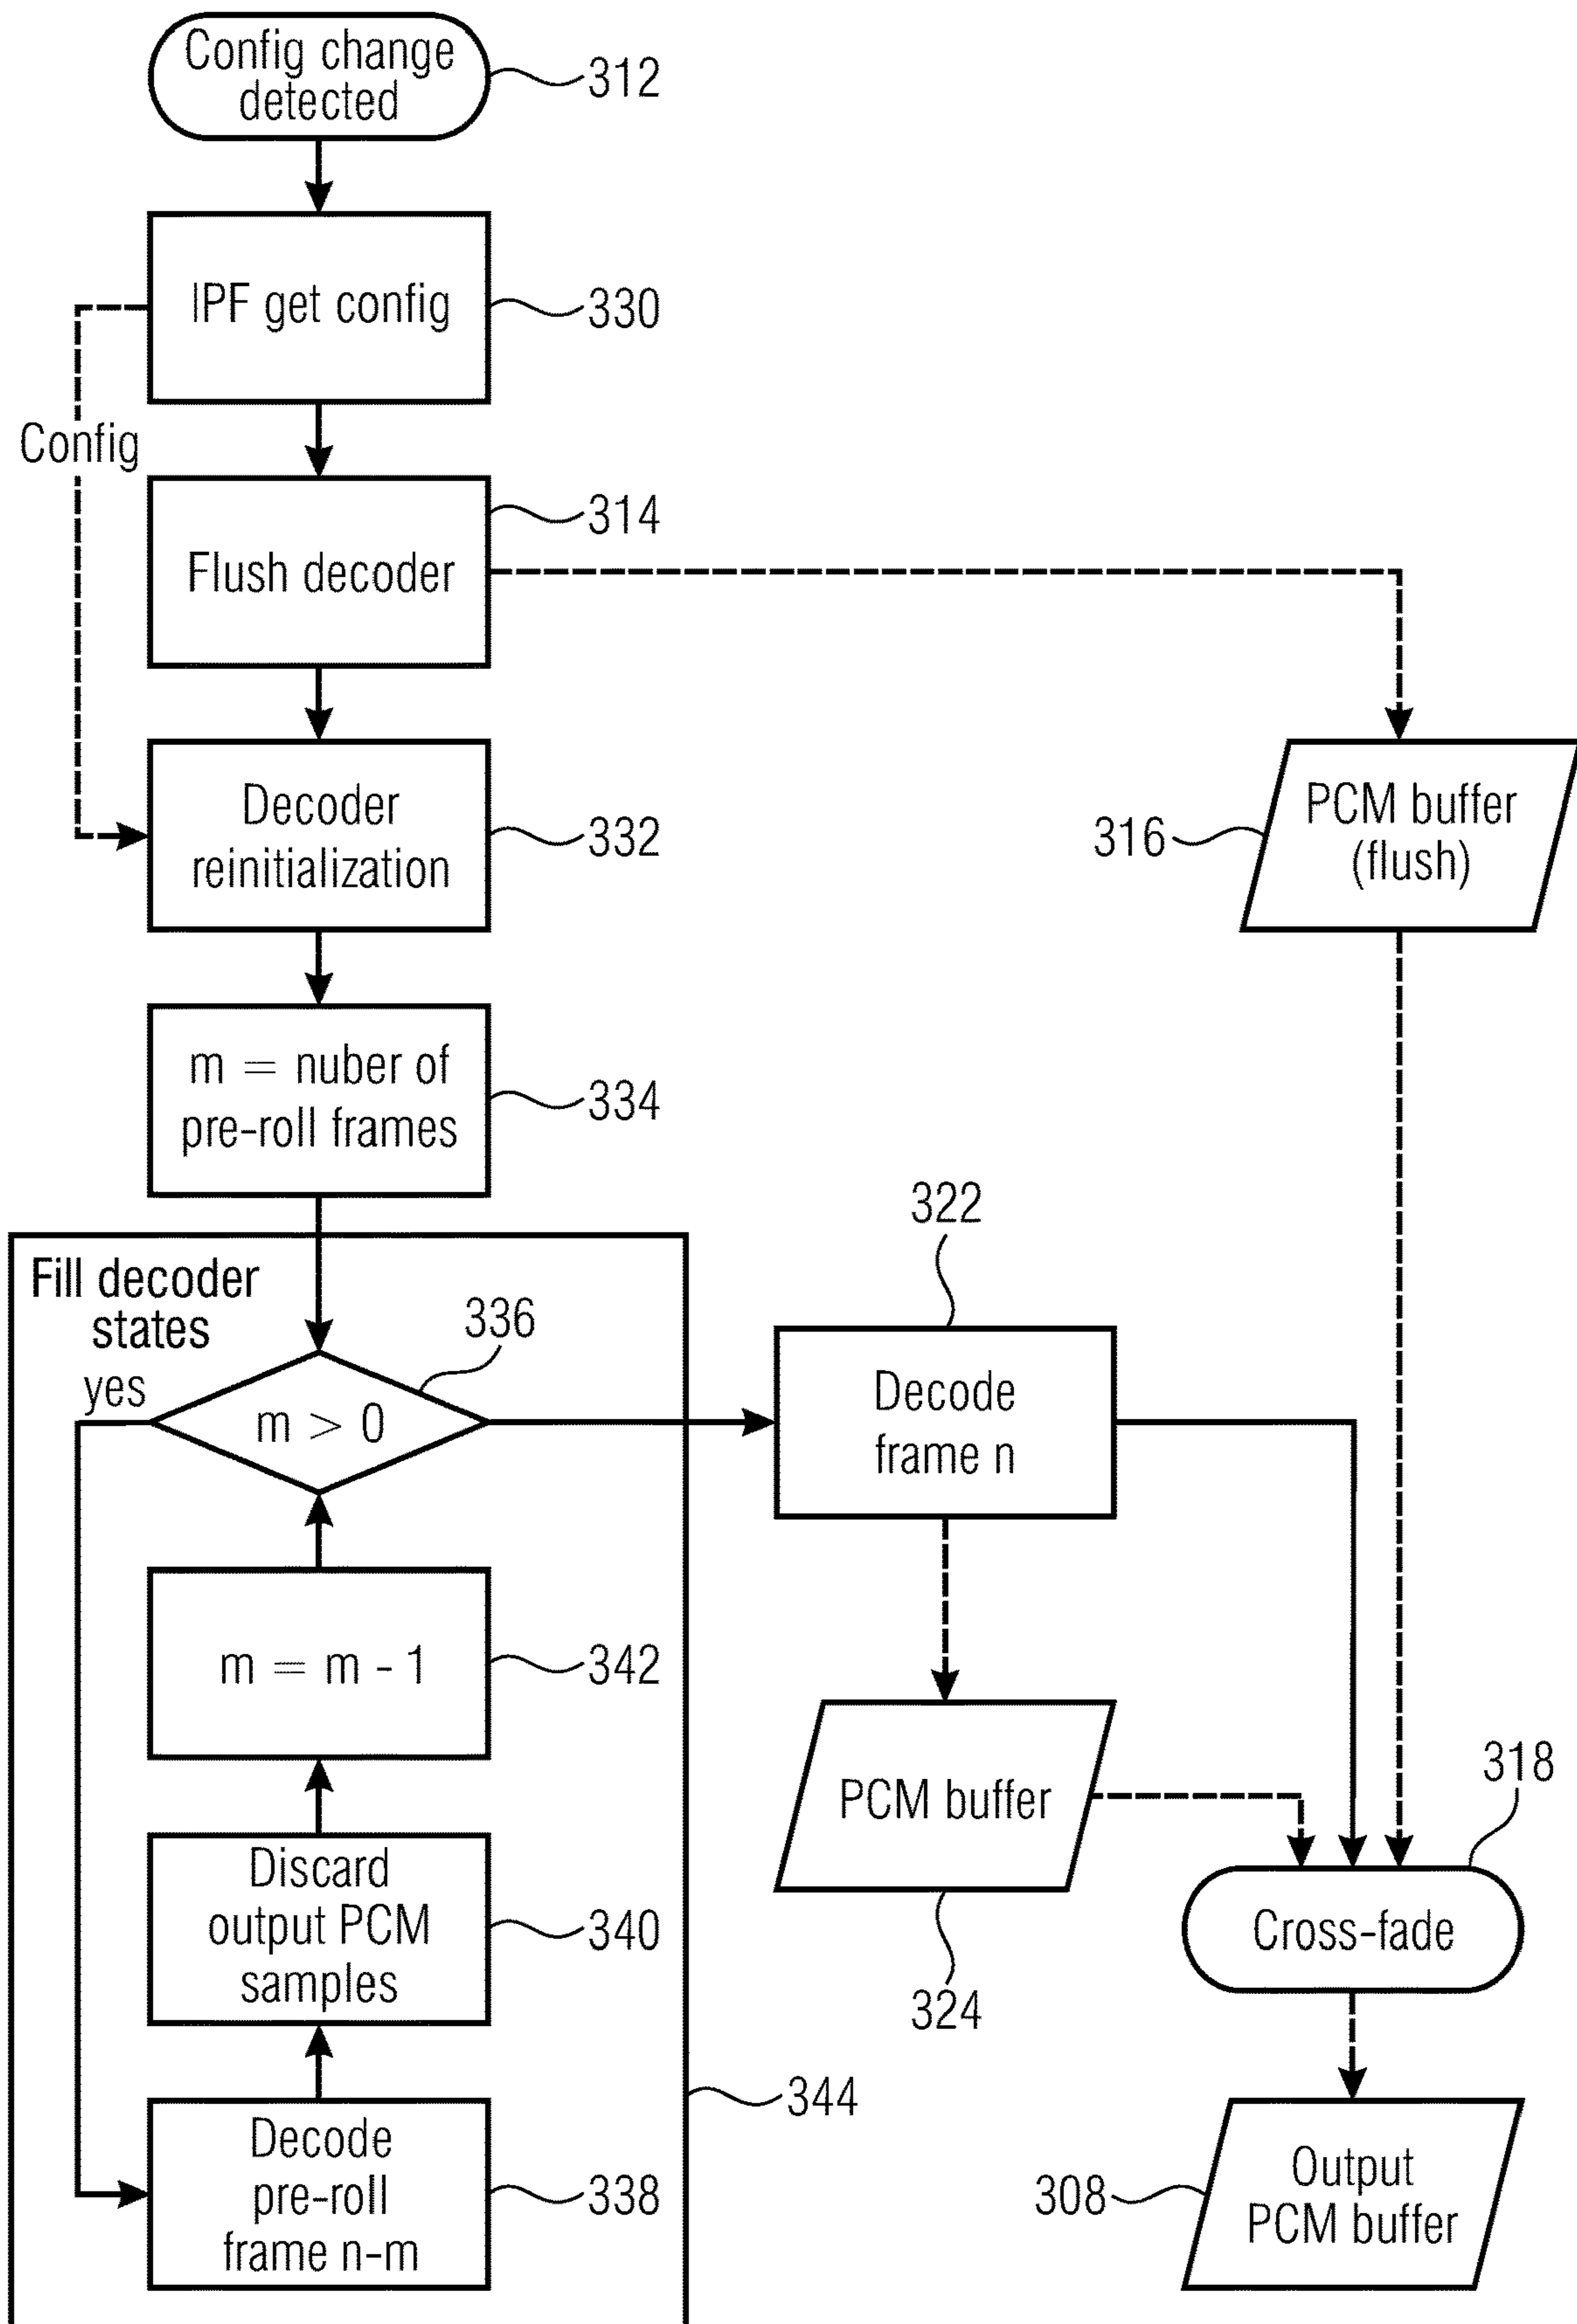 Config change
detected
312
IPF get config
330
Config
314
Flush decoder
Decoder
reinitialization
332
PCM buffer
(flush)
316
m = nuber of
pre-roll frames
334
Fill decoder
states
336
yes
m > 0
322
Decode
frame n
m = m - 1
342
PCM buffer
324
318
Cross-fade
Discard
output PCM
samples
340
344
Decode
pre-roll
frame n-m
338
308
Output
PCM buffer